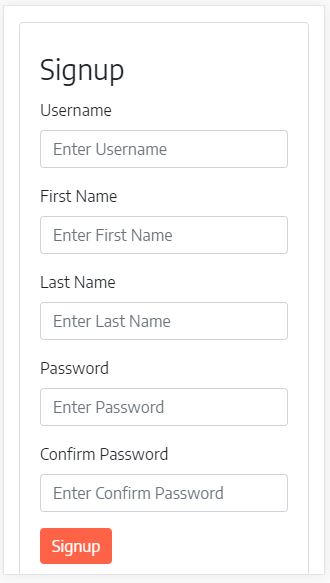 Signup
Username
Enter Username
First Name
Enter First Name
Last Name
Enter Last Name
Password
Enter Password
Confirm Password
Enter Confirm Password
Signup